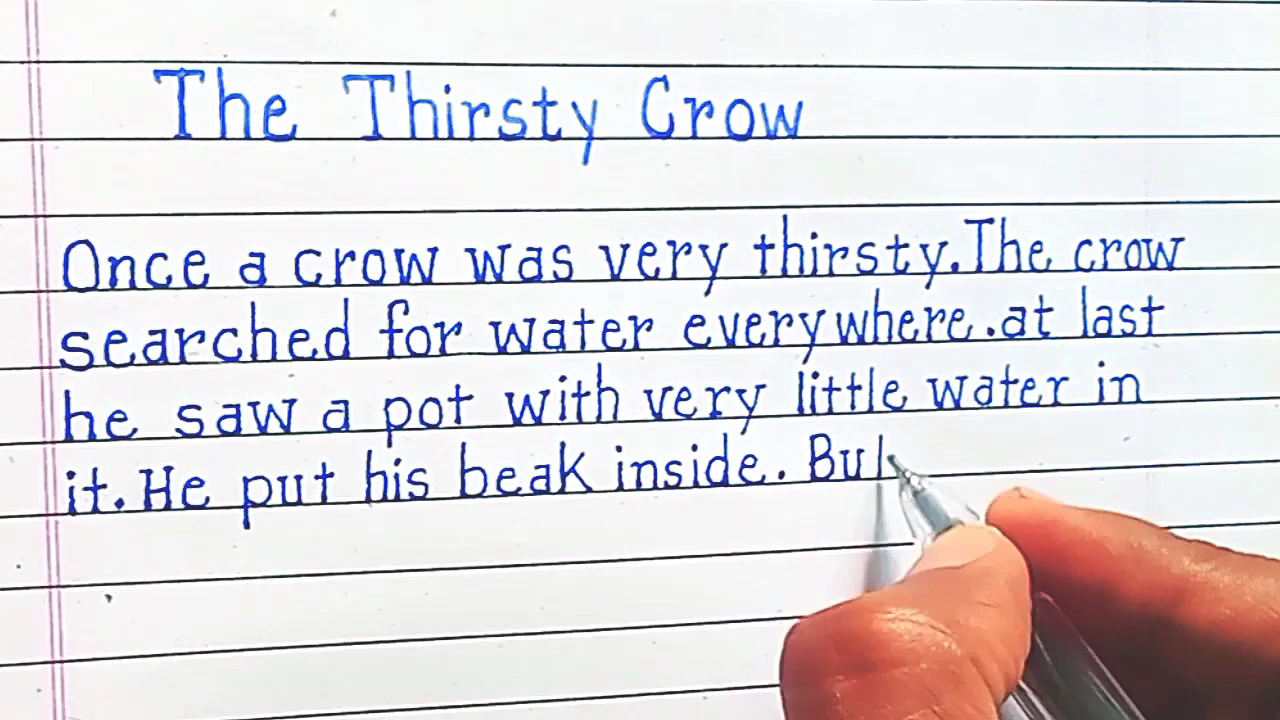 The Thirsty Crow
Once a crow was very thirsty.The crow
searched for water everywhere.at last
he saw a pot with very little water in
it.He put his beak inside.